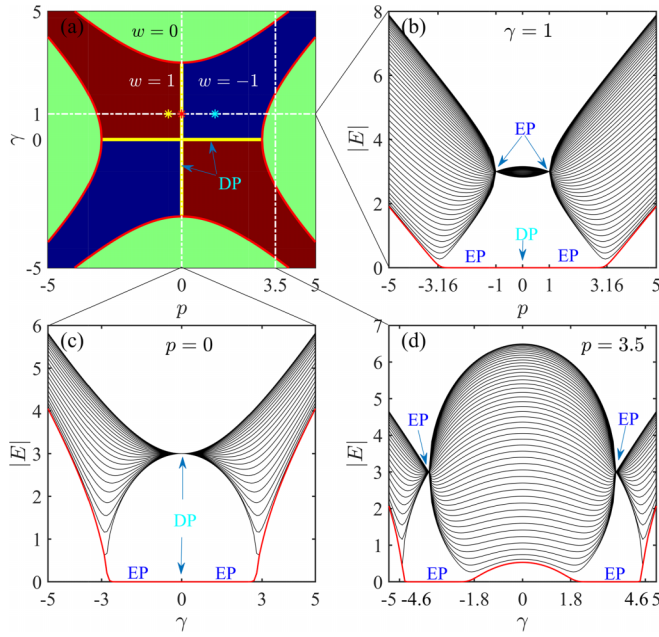 (a)
w = 0
w = 1
w = −1
DP
γ
5
1
0
-5
-5
-3
0
3.5
5
p
(b)
γ = 1
EP
DP
EP
EP
|E|
8
6
4
2
0
-5
-3.16
-1
0
1
3.16
5
p
(c)
p = 0
DP
EP
EP
|E|
6
5
4
3
2
1
0
-5
-3
0
3
5
γ
(d)
p = 3.5
EP
EP
EP
EP
|E|
7
6
5
4
3
2
1
0
-5
-4.6
-1.8
0
1.8
4.6
5
γ